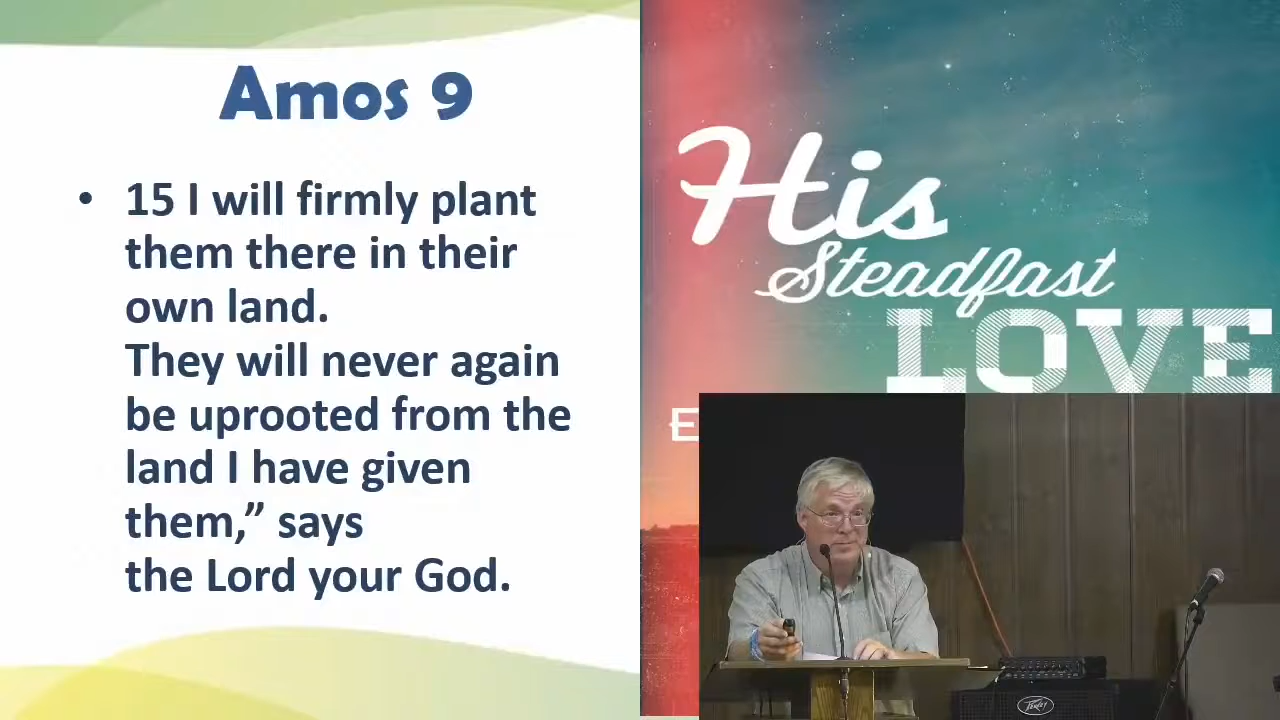 Amos 9
• 15 I will firmly plant
them there in their
own land.
They will never again
be uprooted from the
land I have given
them,” says
the Lord your God.
His
Steadfast
LOVE
E
PEAVEY